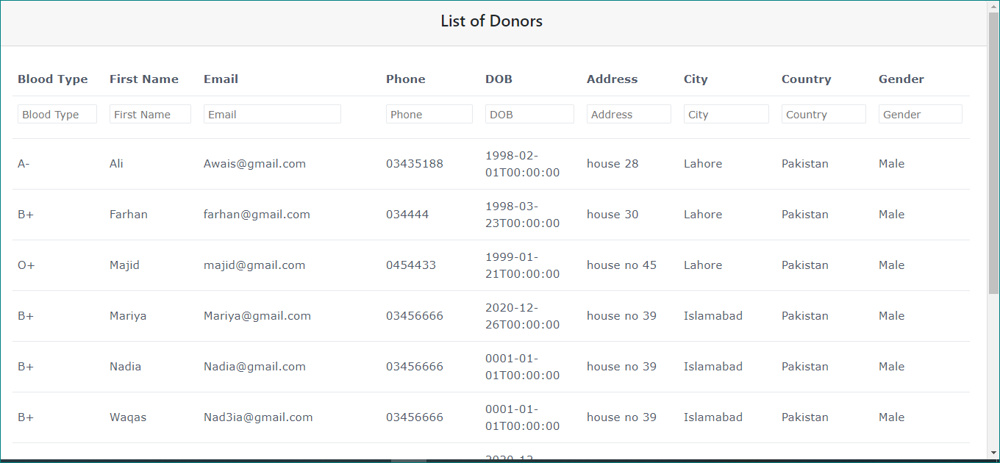 List of Donors
Blood Type First Name Email Phone DOB Address City Country Gender
Blood Type First Name Email Phone DOB Address City Country Gender
A- Ali Awais@gmail.com 03435188 1998-02-
01T00:00:00 house 28 Lahore Pakistan Male
B+ Farhan farhan@gmail.com 034444 1998-03-
23T00:00:00 house 30 Lahore Pakistan Male
O+ Majid majid@gmail.com 0454433 1999-01-
21T00:00:00 house no 45 Lahore Pakistan Male
B+ Mariya Mariya@gmail.com 03456666 2020-12-
26T00:00:00 house no 39 Islamabad Pakistan Male
B+ Nadia Nadia@gmail.com 03456666 0001-01-
01T00:00:00 house no 39 Islamabad Pakistan Male
B+ Waqas Nad3ia@gmail.com 03456666 0001-01-
01T00:00:00 house no 39 Islamabad Pakistan Male
2020-12-